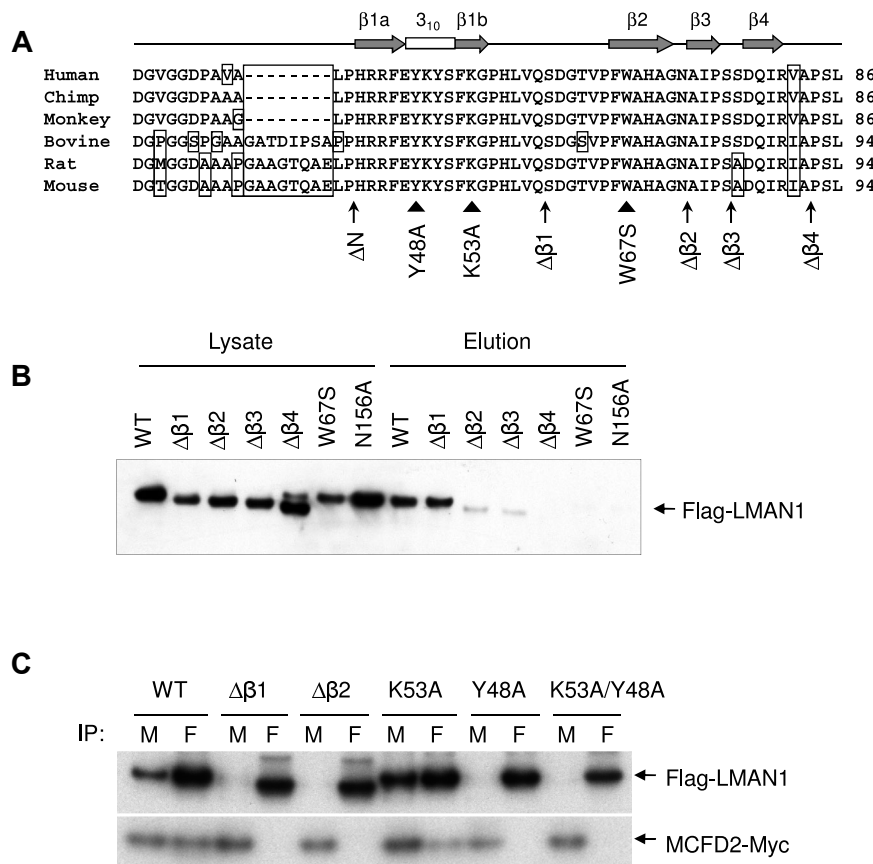 A
β1a 3₁₀ β1b β2 β3 β4
Human DGVGGDPAVA--------LPHRRFEYKYSFKGPHLVQSDGTVPFWAHAGNAIPSSDQIRVAPSL 86
Chimp DGVGGDPAAA--------LPHRRFEYKYSFKGPHLVQSDGTVPFWAHAGNAIPSSDQIRVAPSL 86
Monkey DGVGGDPAAG--------LPHRRFEYKYSFKGPHLVQSDGTVPFWAHAGNAIPSSDQIRVAPSL 86
Bovine DGPGGSPGAAGATDIPSAPPHRRFEYKYSFKGPHLVQSDGSVPFWAHAGNAIPSSDQIRIAPSL 94
Rat DGMGGDAAAPGAAGTQAELPHRRFEYKYSFKGPHLVQSDGTVPFWAHAGNAIPSADQIRIAPSL 94
Mouse DGTGGDAAAPGAAGTQAELPHRRFEYKYSFKGPHLVQSDGTVPFWAHAGNAIPSADQIRIAPSL 94
ΔN Y48A K53A Δβ1 W67S Δβ2 Δβ3 Δβ4
B
Lysate Elution
WT Δβ1 Δβ2 Δβ3 Δβ4 W67S N156A WT Δβ1 Δβ2 Δβ3 Δβ4 W67S N156A
Flag-LMAN1
C
WT Δβ1 Δβ2 K53A Y48A K53A/Y48A
IP: M F M F M F M F M F M F
Flag-LMAN1
MCFD2-Myc